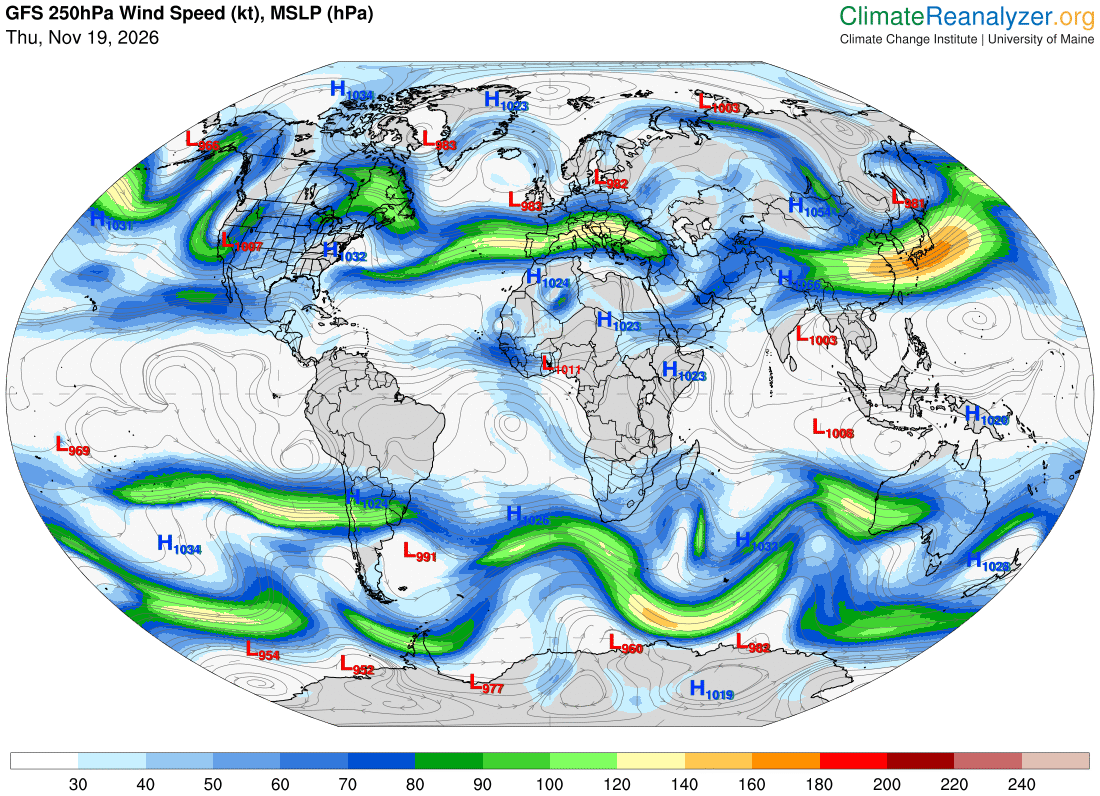 GFS 250hPa Wind Speed (kt), MSLP (hPa)
Thu, Nov 19, 2026
ClimateReanalyzer.org
Climate Change Institute | University of Maine
H1034
H1023
L1003
L983
L982
L983
H1054
L981
H1031
L1007
H1032
H1024
H1023
L1003
L1011
H1023
H1020
L1008
L969
H1024
H1026
H1034
L991
H1032
H1028
L954
L952
L960
L982
L977
H1019
30 40 50 60 70 80 90 100 120 140 160 180 200 220 240